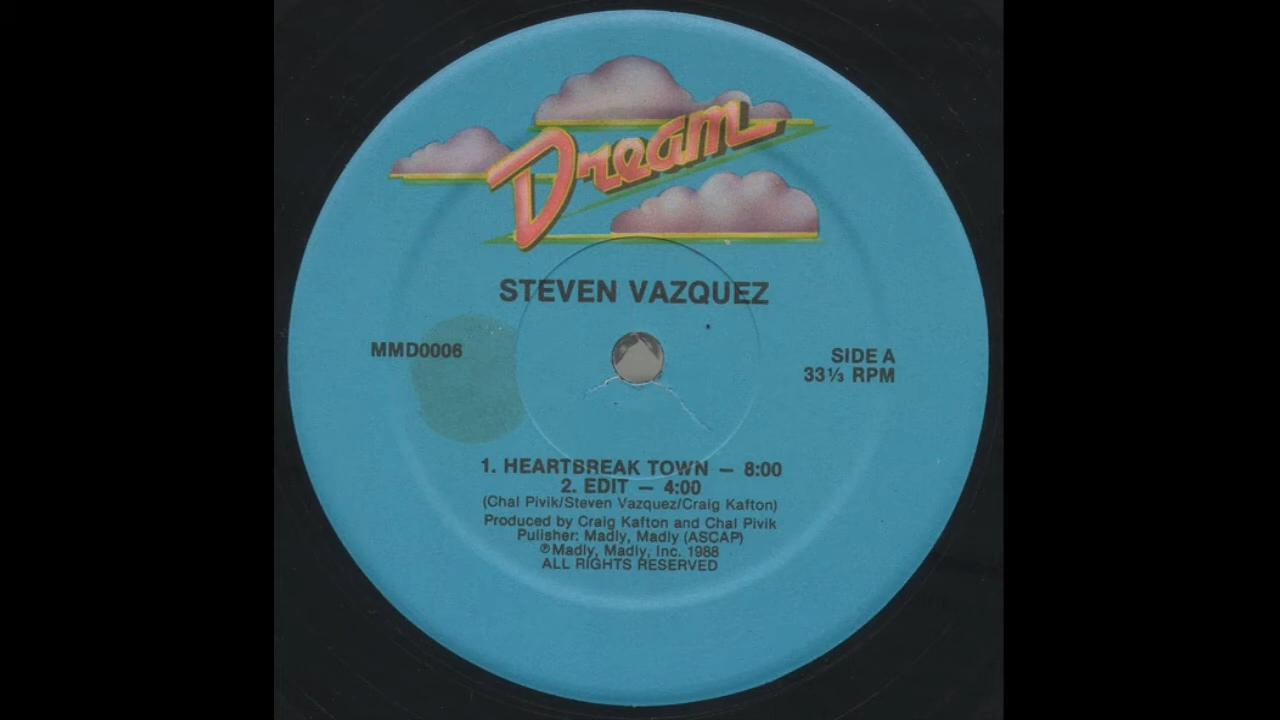 Dream
STEVEN VAZQUEZ
MMD0006
SIDE A
33⅓ RPM
1. HEARTBREAK TOWN — 8:00
2. EDIT — 4:00
(Chal Pivik/Steven Vazquez/Craig Kafton)
Produced by Craig Kafton and Chal Pivik
Pulisher: Madly, Madly (ASCAP)
℗Madly, Madly, Inc. 1988
ALL RIGHTS RESERVED